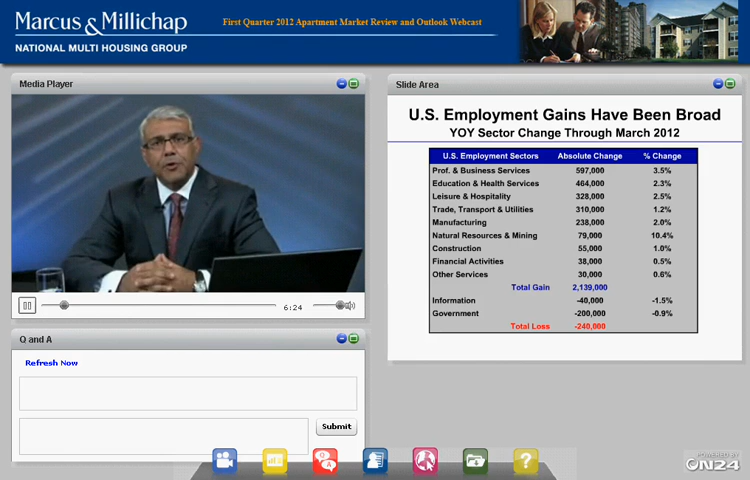 Marcus & Millichap
NATIONAL MULTI HOUSING GROUP
First Quarter 2012 Apartment Market Review and Outlook Webcast
Media Player
6:24
Q and A
Refresh Now
Submit
Slide Area
U.S. Employment Gains Have Been Broad
YOY Sector Change Through March 2012
U.S. Employment Sectors Absolute Change % Change
Prof. & Business Services 597,000 3.5%
Education & Health Services 464,000 2.3%
Leisure & Hospitality 328,000 2.5%
Trade, Transport & Utilities 310,000 1.2%
Manufacturing 238,000 2.0%
Natural Resources & Mining 79,000 10.4%
Construction 55,000 1.0%
Financial Activities 38,000 0.5%
Other Services 30,000 0.6%
Total Gain 2,139,000
Information -40,000 -1.5%
Government -200,000 -0.9%
Total Loss -240,000
Q
A
?
POWERED BY
ON24